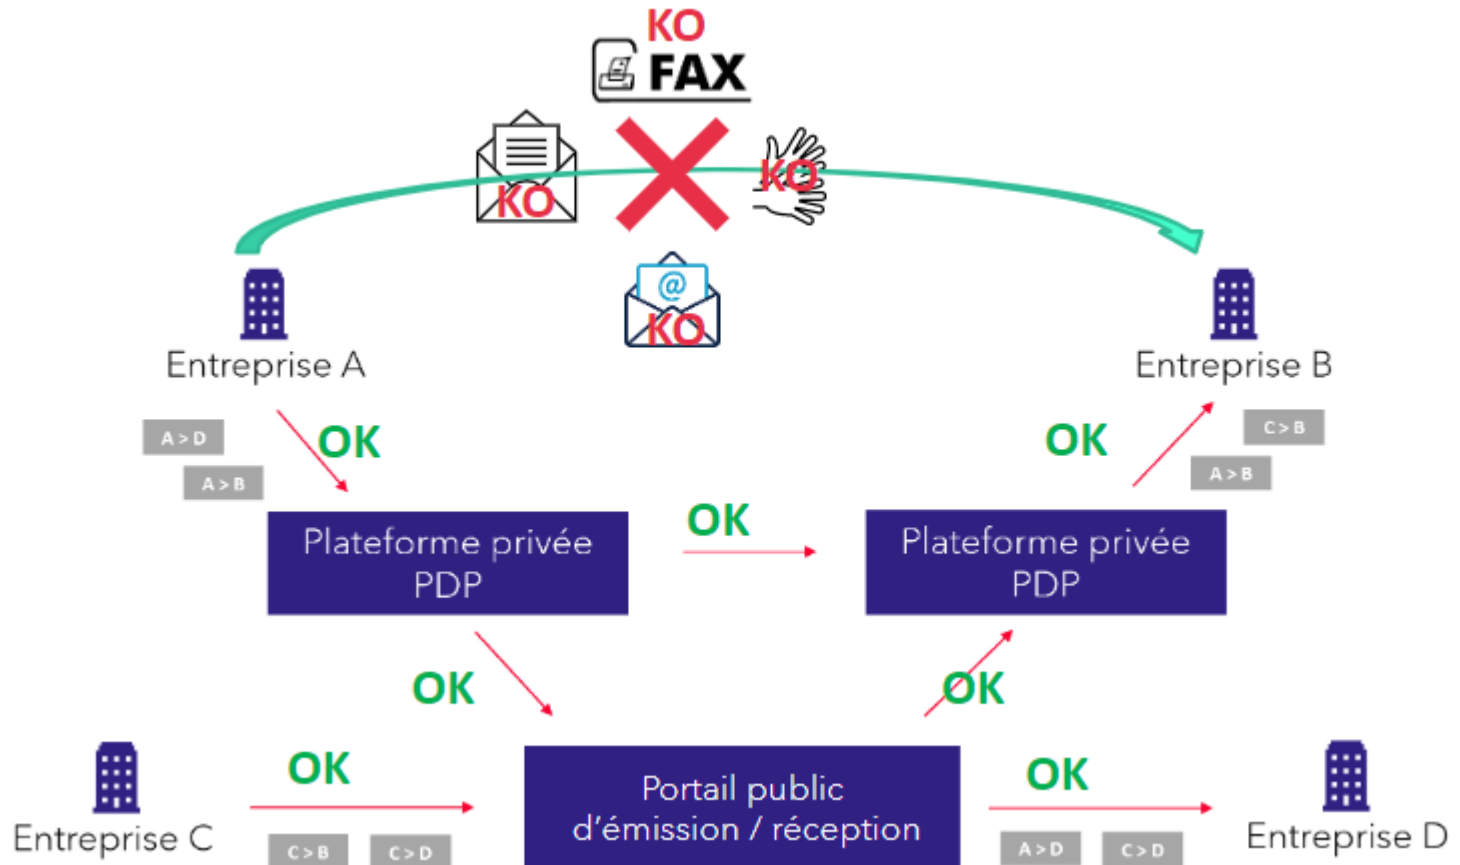 KO
FAX
KO
KO
@
KO
Entreprise A
Entreprise B
A > D
OK
OK
C > B
A > B
A > B
Plateforme privée
PDP
OK
Plateforme privée
PDP
OK
OK
OK
OK
Portail public
d'émission / réception
Entreprise C
Entreprise D
C > B
C > D
A > D
C > D